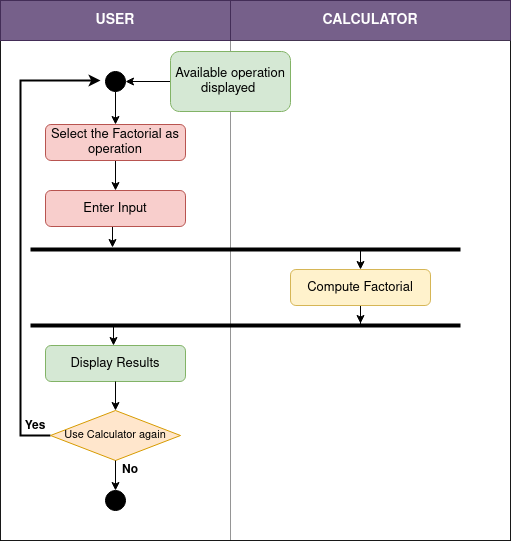 USER
CALCULATOR
Available operation
displayed
Select the Factorial as
operation
Enter Input
Compute Factorial
Display Results
Yes
Use Calculator again
No